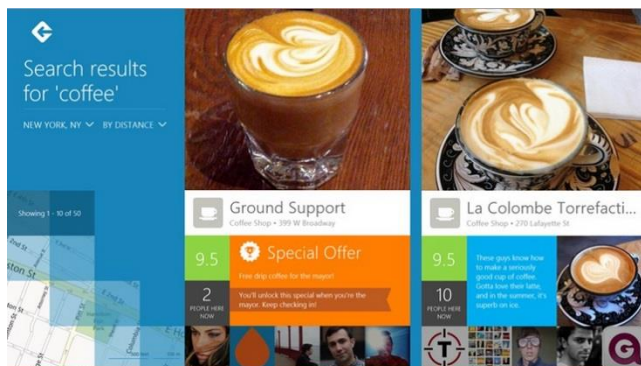 Search results
for 'coffee'
NEW YORK, NY
BY DISTANCE
Showing 1 - 10 of 50
Ground Support
Coffee Shop • 399 W Broadway
9.5
Special Offer
Free drip coffee for the mayor!
2
PEOPLE HERE
NOW
You'll unlock this special when you're the
mayor. Keep checking in!
La Colombe Torrefacti...
Coffee Shop • 270 Lafayette St
9.5
These guys know how
to make a seriously
good cup of coffee.
Gotta love their latte,
and in the summer, it's
superb on ice.
10
PEOPLE HERE
NOW
2nd St